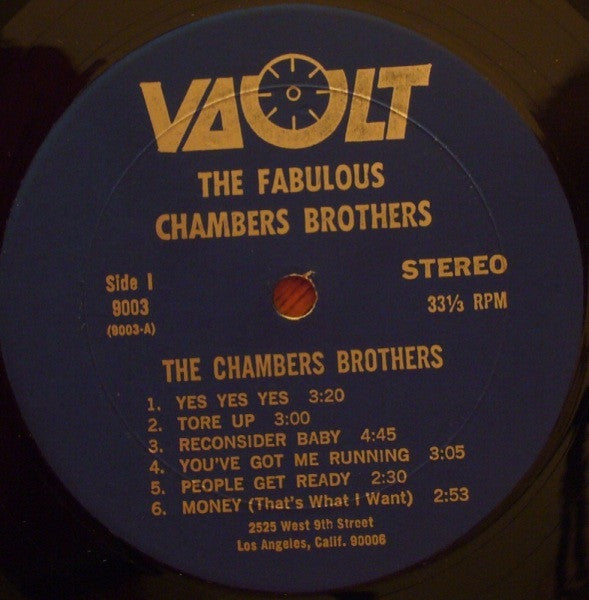 VAULT
THE FABULOUS
CHAMBERS BROTHERS
Side 1
9003
(9003-A)
STEREO
33⅓ RPM
THE CHAMBERS BROTHERS
1. YES YES YES 3:20
2. TORE UP 3:00
3. RECONSIDER BABY 4:45
4. YOU'VE GOT ME RUNNING 3:05
5. PEOPLE GET READY 2:30
6. MONEY (That's What I Want) 2:53
2525 West 9th Street
Los Angeles, Calif. 90006